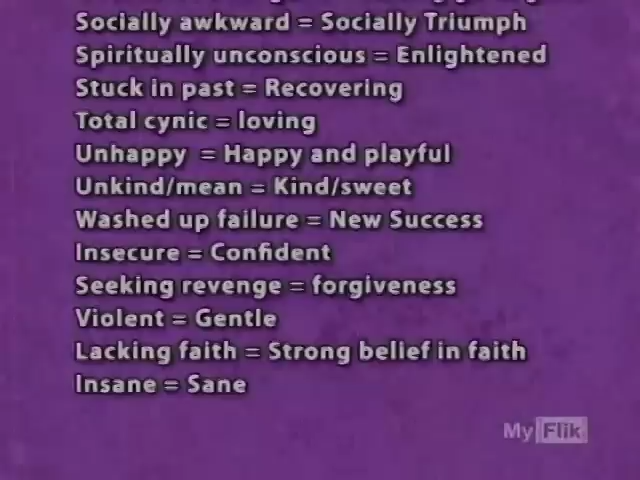 Socially awkward = Socially Triumph
Spiritually unconscious = Enlightened
Stuck in past = Recovering
Total cynic = loving
Unhappy = Happy and playful
Unkind/mean = Kind/sweet
Washed up failure = New Success
Insecure = Confident
Seeking revenge = forgiveness
Violent = Gentle
Lacking faith = Strong belief in faith
Insane = Sane
My Flik